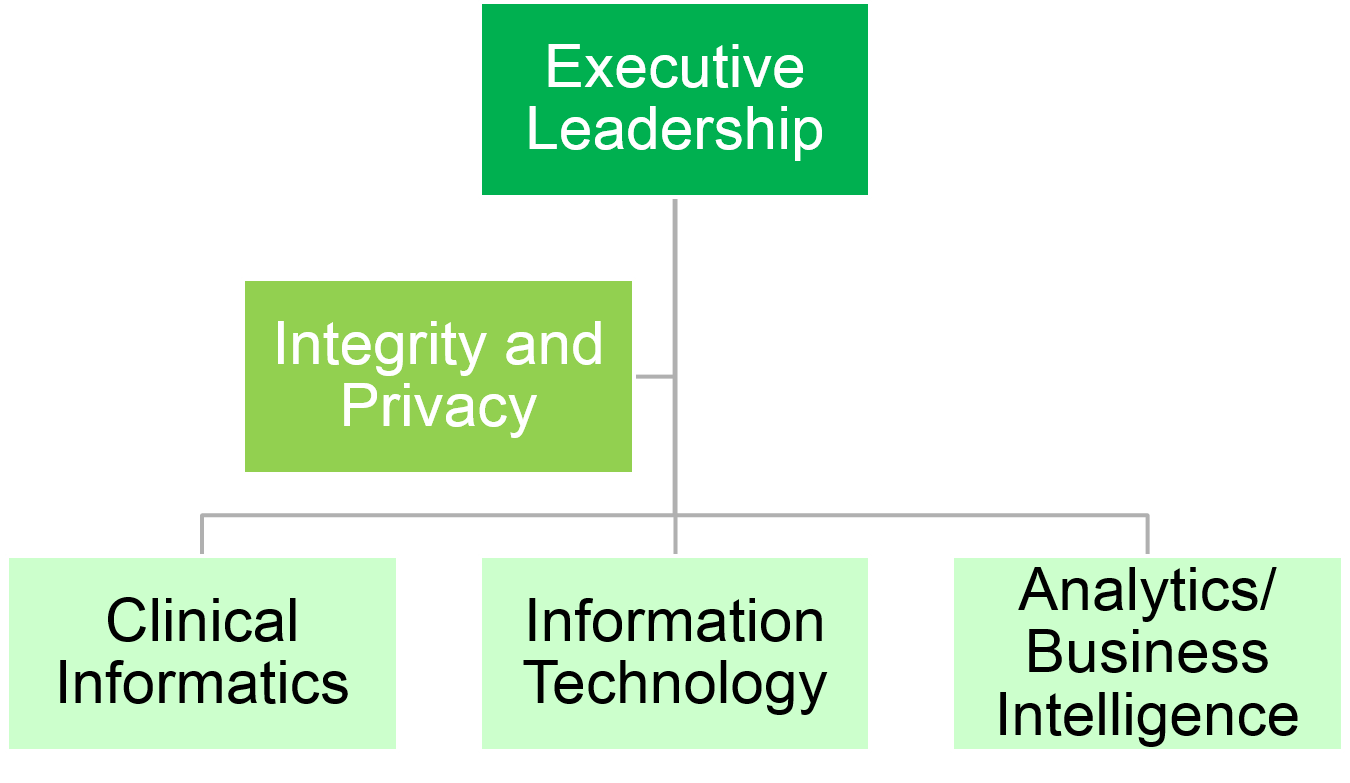 Executive
Leadership
Integrity and
Privacy
Clinical
Informatics
Information
Technology
Analytics/
Business
Intelligence